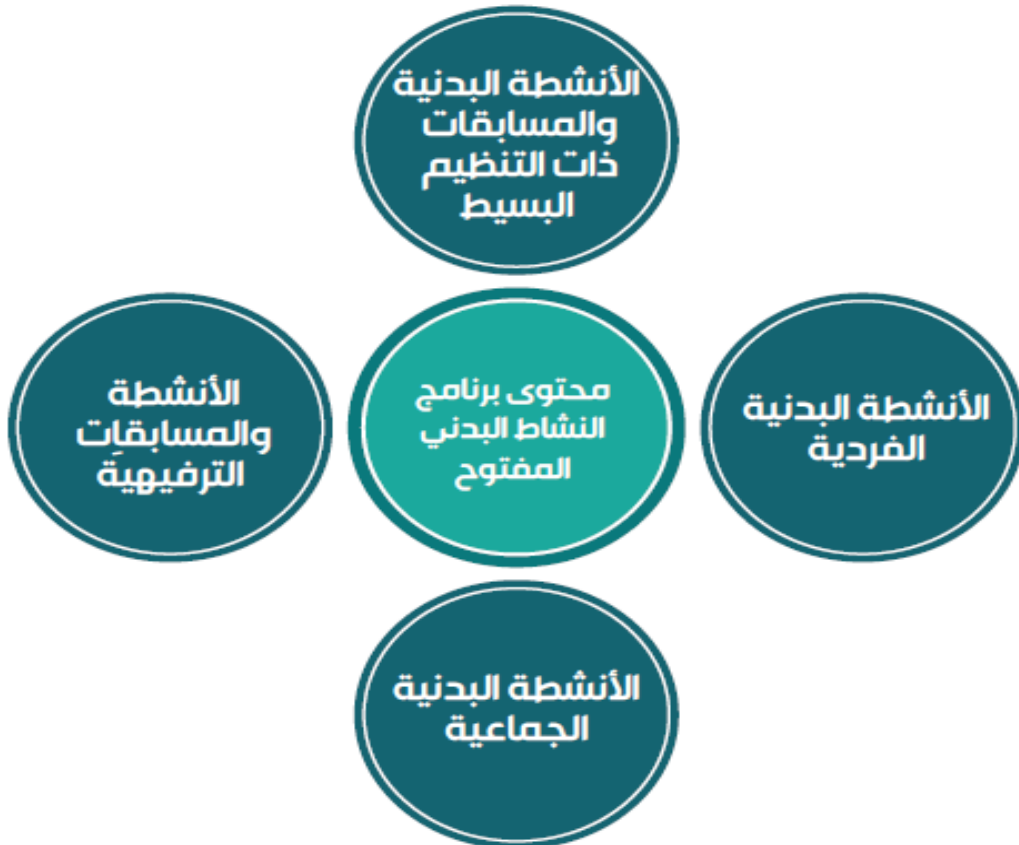 الأنشطة البدنية
والمسابقات
ذات التنظيم
البسيط
الأنشطة البدنية
الفردية
محتوى برنامج
النشاط البدني
المفتوح
الأنشطة
والمسابقاتِ
الترفيهية
الأنشطة البدنية
الجماعية